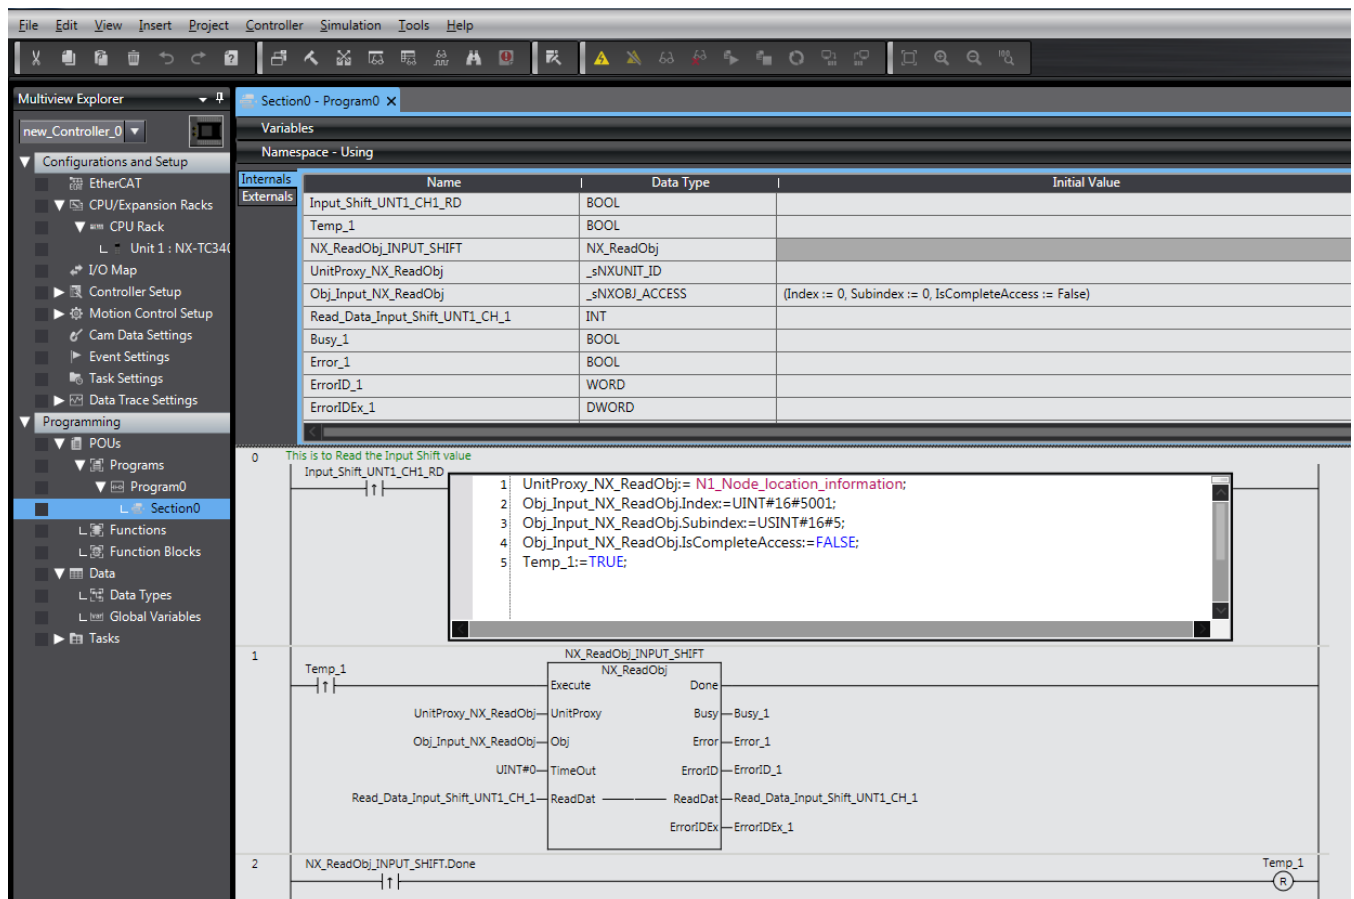 File Edit View Insert Project Controller Simulation Tools Help
Multiview Explorer
Section0 - Program0
new_Controller_0
Variables
Namespace - Using
Configurations and Setup
EtherCAT
CPU/Expansion Racks
CPU Rack
Unit 1 : NX-TC340
I/O Map
Controller Setup
Motion Control Setup
Cam Data Settings
Event Settings
Task Settings
Data Trace Settings
Programming
POUs
Programs
Program0
Section0
Functions
Function Blocks
Data
Data Types
Global Variables
Tasks
Internals
Externals
Name Data Type Initial Value
Input_Shift_UNT1_CH1_RD BOOL
Temp_1 BOOL
NX_ReadObj_INPUT_SHIFT NX_ReadObj
UnitProxy_NX_ReadObj _sNXUNIT_ID
Obj_Input_NX_ReadObj _sNXOBJ_ACCESS (Index := 0, Subindex := 0, IsCompleteAccess := False)
Read_Data_Input_Shift_UNT1_CH_1 INT
Busy_1 BOOL
Error_1 BOOL
ErrorID_1 WORD
ErrorIDEx_1 DWORD
0 This is to Read the Input Shift value
Input_Shift_UNT1_CH1_RD
1 UnitProxy_NX_ReadObj:= N1_Node_location_information;
2 Obj_Input_NX_ReadObj.Index:=UINT#16#5001;
3 Obj_Input_NX_ReadObj.Subindex:=USINT#16#5;
4 Obj_Input_NX_ReadObj.IsCompleteAccess:=FALSE;
5 Temp_1:=TRUE;
1 NX_ReadObj_INPUT_SHIFT
Temp_1 NX_ReadObj
Execute Done
UnitProxy_NX_ReadObj UnitProxy Busy Busy_1
Obj_Input_NX_ReadObj Obj Error Error_1
UINT#0 TimeOut ErrorID ErrorID_1
Read_Data_Input_Shift_UNT1_CH_1 ReadDat ReadDat Read_Data_Input_Shift_UNT1_CH_1
ErrorIDEx ErrorIDEx_1
2 NX_ReadObj_INPUT_SHIFT.Done Temp_1
R